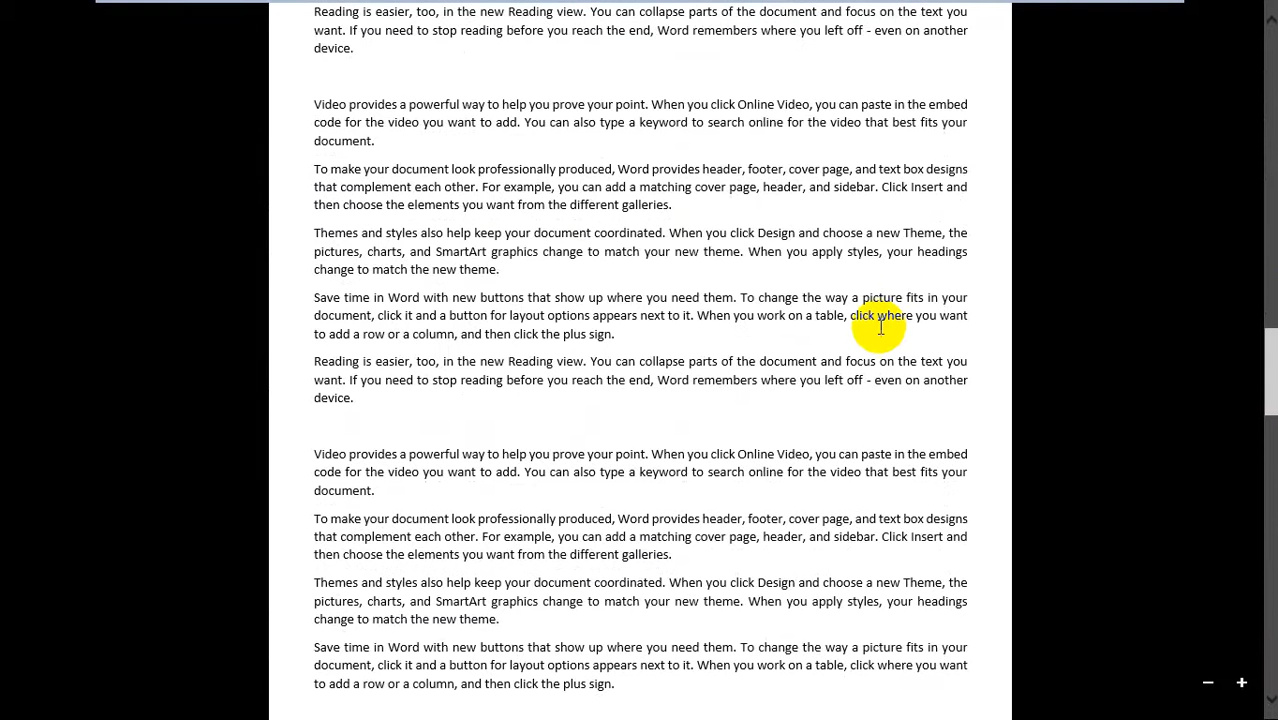 Reading is easier, too, in the new Reading view. You can collapse parts of the document and focus on the text you
want. If you need to stop reading before you reach the end, Word remembers where you left off - even on another
device.
Video provides a powerful way to help you prove your point. When you click Online Video, you can paste in the embed
code for the video you want to add. You can also type a keyword to search online for the video that best fits your
document.
To make your document look professionally produced, Word provides header, footer, cover page, and text box designs
that complement each other. For example, you can add a matching cover page, header, and sidebar. Click Insert and
then choose the elements you want from the different galleries.
Themes and styles also help keep your document coordinated. When you click Design and choose a new Theme, the
pictures, charts, and SmartArt graphics change to match your new theme. When you apply styles, your headings
change to match the new theme.
Save time in Word with new buttons that show up where you need them. To change the way a picture fits in your
document, click it and a button for layout options appears next to it. When you work on a table, click where you want
to add a row or a column, and then click the plus sign.
Reading is easier, too, in the new Reading view. You can collapse parts of the document and focus on the text you
want. If you need to stop reading before you reach the end, Word remembers where you left off - even on another
device.
Video provides a powerful way to help you prove your point. When you click Online Video, you can paste in the embed
code for the video you want to add. You can also type a keyword to search online for the video that best fits your
document.
To make your document look professionally produced, Word provides header, footer, cover page, and text box designs
that complement each other. For example, you can add a matching cover page, header, and sidebar. Click Insert and
then choose the elements you want from the different galleries.
Themes and styles also help keep your document coordinated. When you click Design and choose a new Theme, the
pictures, charts, and SmartArt graphics change to match your new theme. When you apply styles, your headings
change to match the new theme.
Save time in Word with new buttons that show up where you need them. To change the way a picture fits in your
document, click it and a button for layout options appears next to it. When you work on a table, click where you want
to add a row or a column, and then click the plus sign.